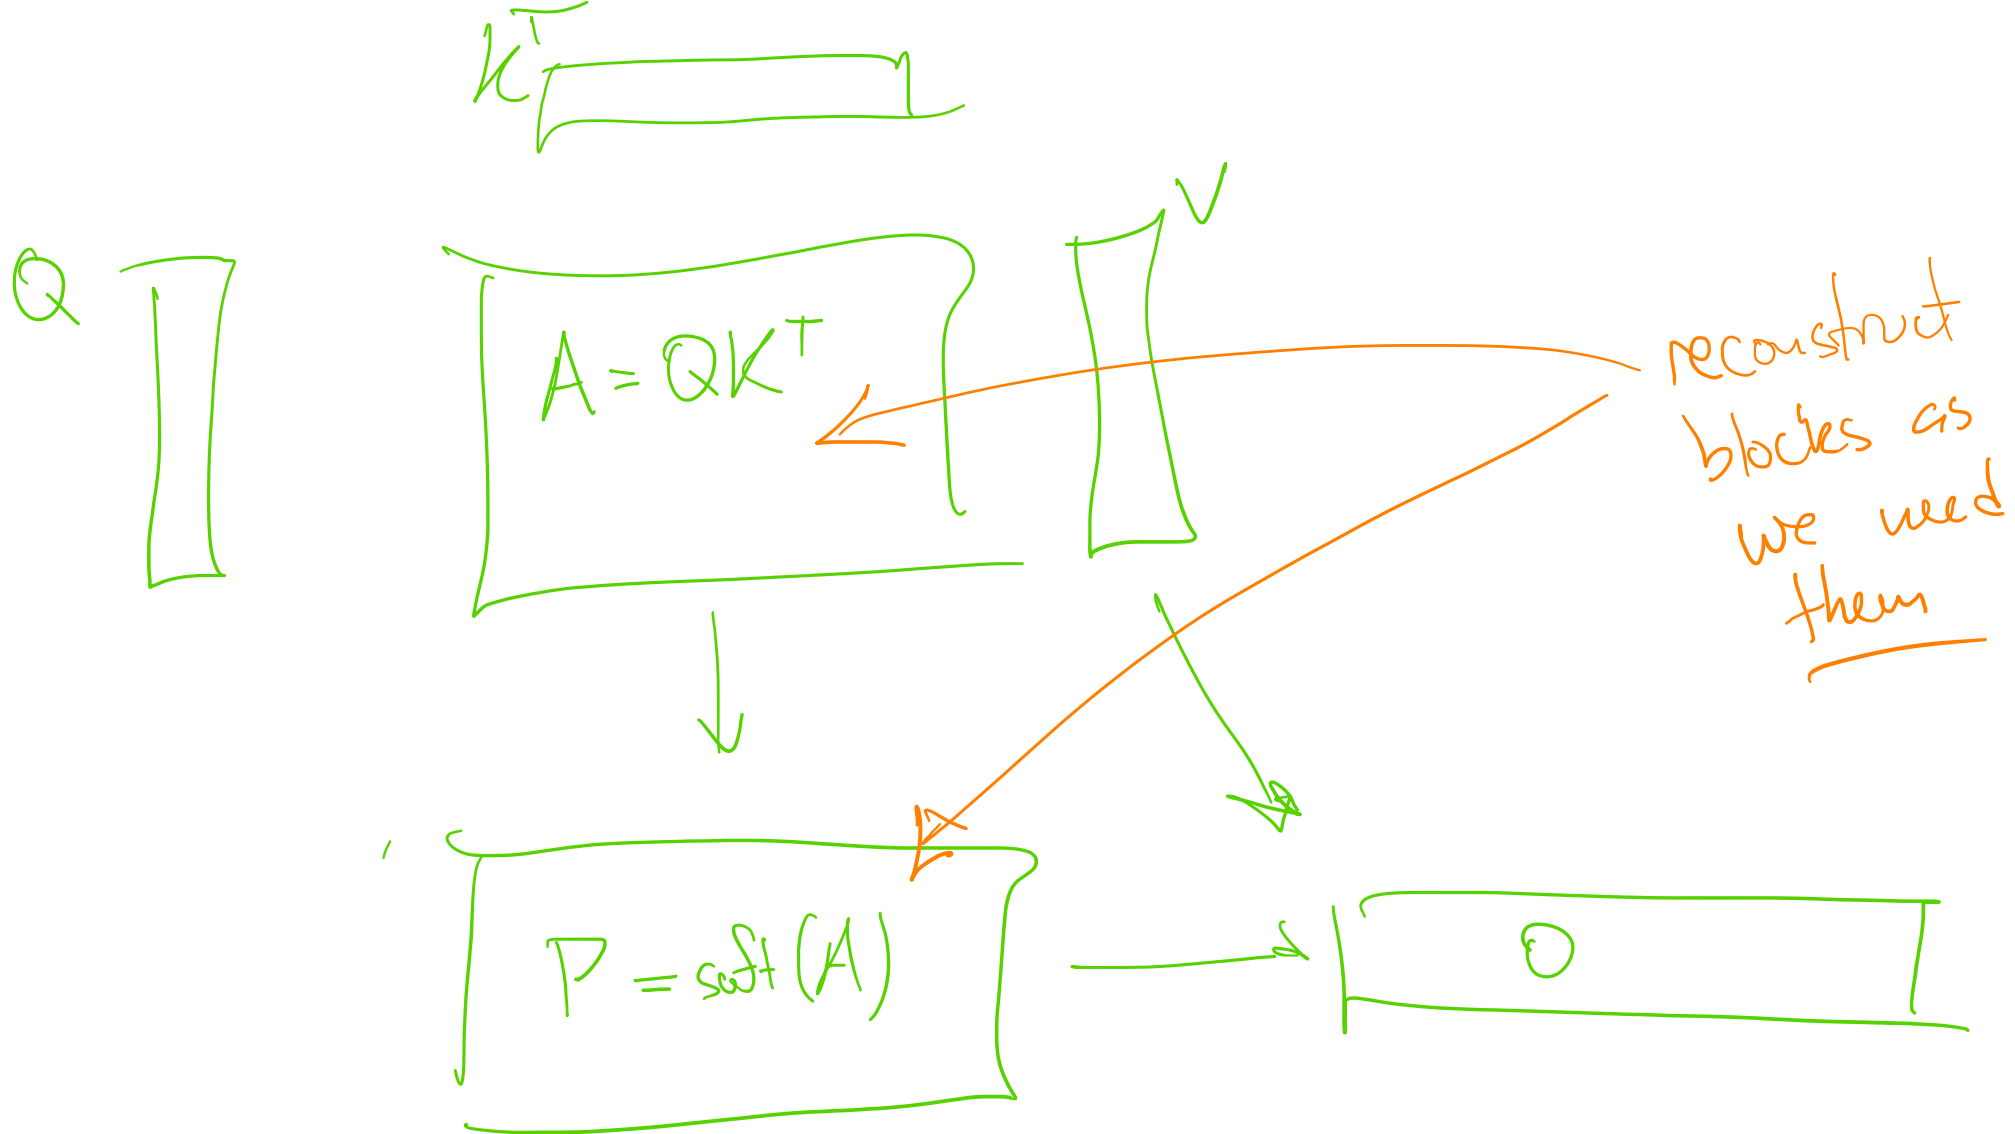 K^T
V
Q
A = QK^T
reconstruct
blocks as
we need
them
P = soft(A)
O